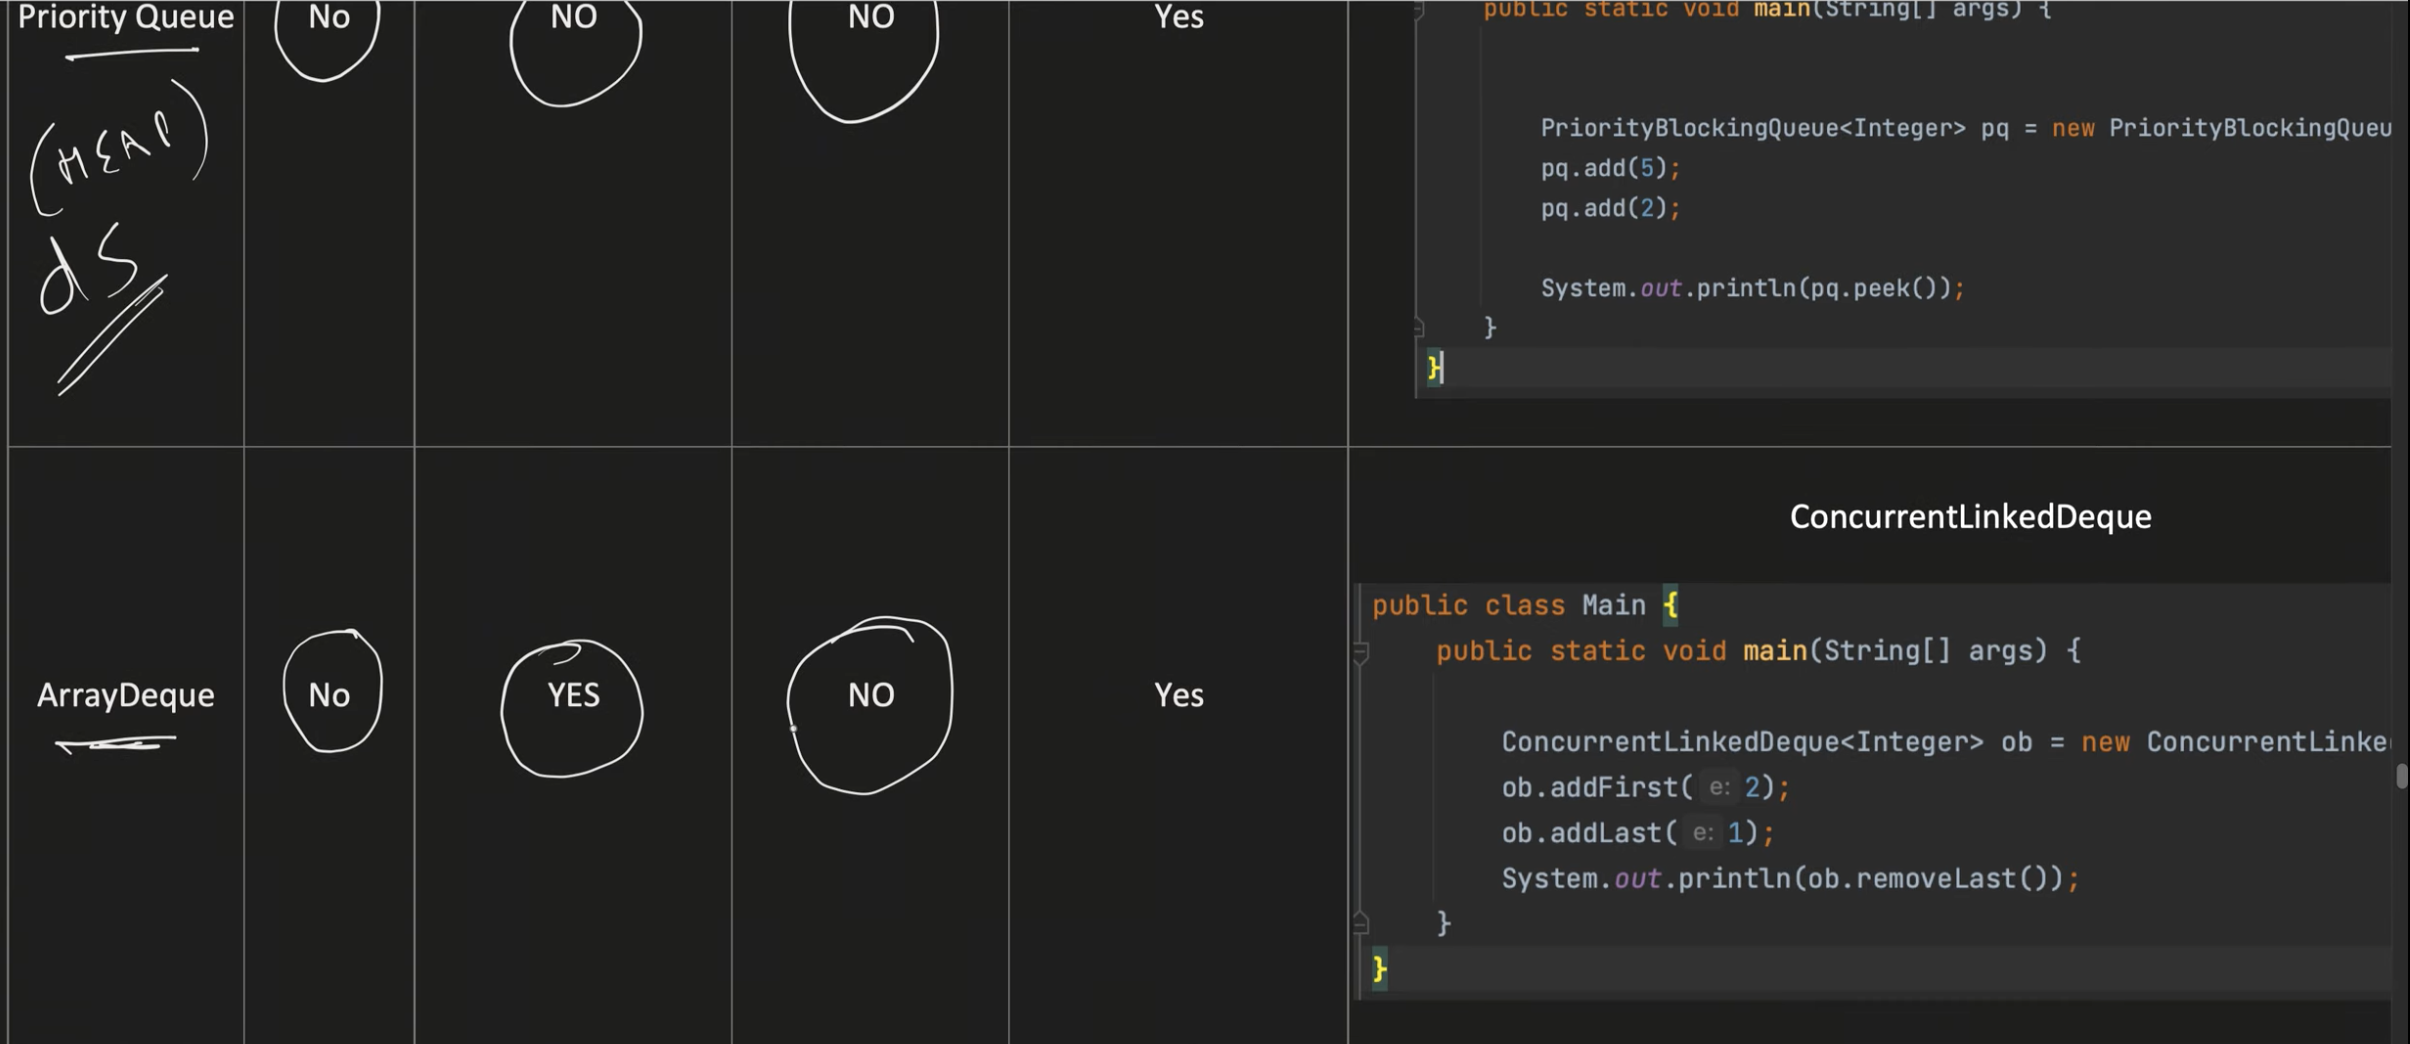 Priority Queue
No
NO
NO
Yes
(HEAP)
dS
public static void main(String[] args) {
PriorityBlockingQueue<Integer> pq = new PriorityBlockingQueu
pq.add(5);
pq.add(2);
System.out.println(pq.peek());
}
}
ArrayDeque
No
YES
NO
Yes
ConcurrentLinkedDeque
public class Main {
public static void main(String[] args) {
ConcurrentLinkedDeque<Integer> ob = new ConcurrentLinke
ob.addFirst( e: 2);
ob.addLast( e: 1);
System.out.println(ob.removeLast());
}
}